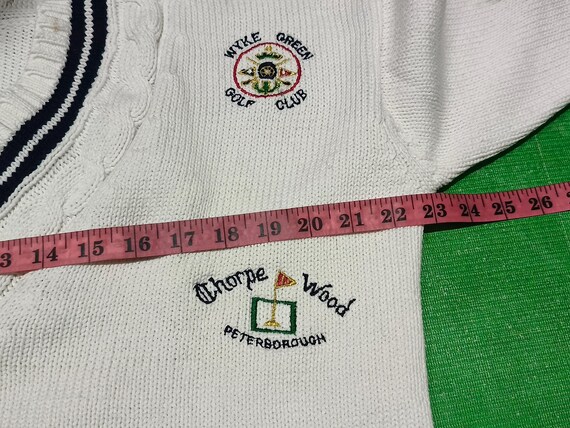 WYKE GREEN
GOLF CLUB
3 14 15 16 17 18 19 20 21 22 23 24 25 26
Thorpe Wood
PETERBOROUGH